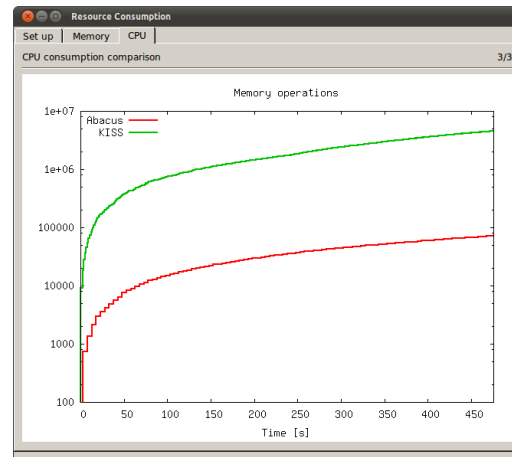 Resource Consumption
Set up Memory CPU
CPU consumption comparison 3/3
Memory operations
1e+07
Abacus
KISS
1e+06
100000
10000
1000
100
0 50 100 150 200 250 300 350 400 450
Time [s]